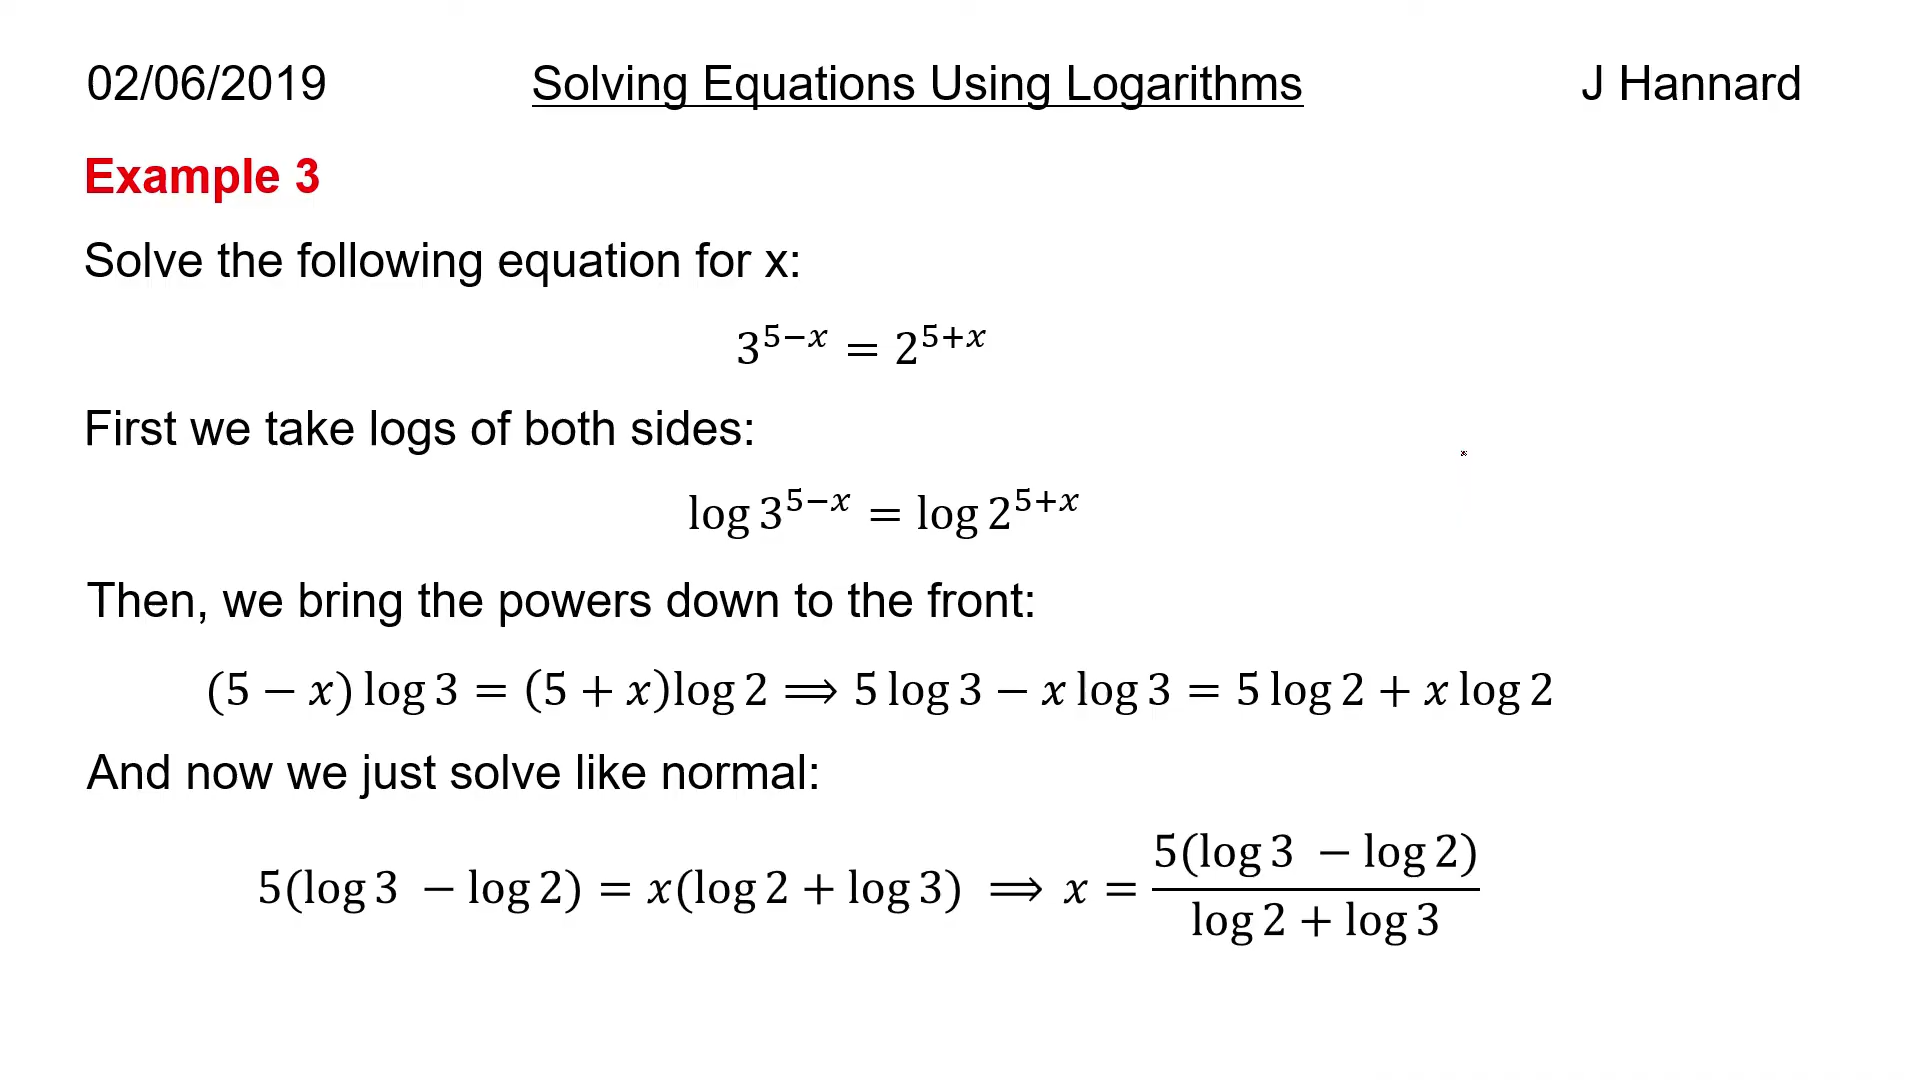 02/06/2019 Solving Equations Using Logarithms J Hannard
Example 3
Solve the following equation for x:
3^{5−x} = 2^{5+x}
First we take logs of both sides:
log 3^{5−x} = log 2^{5+x}
Then, we bring the powers down to the front:
(5 − x) log 3 = (5 + x)log 2 ⟹ 5 log 3 − x log 3 = 5 log 2 + x log 2
And now we just solve like normal:
5(log 3 − log 2) = x(log 2 + log 3) ⟹ x = \frac{5(log 3 − log 2)}{log 2 + log 3}